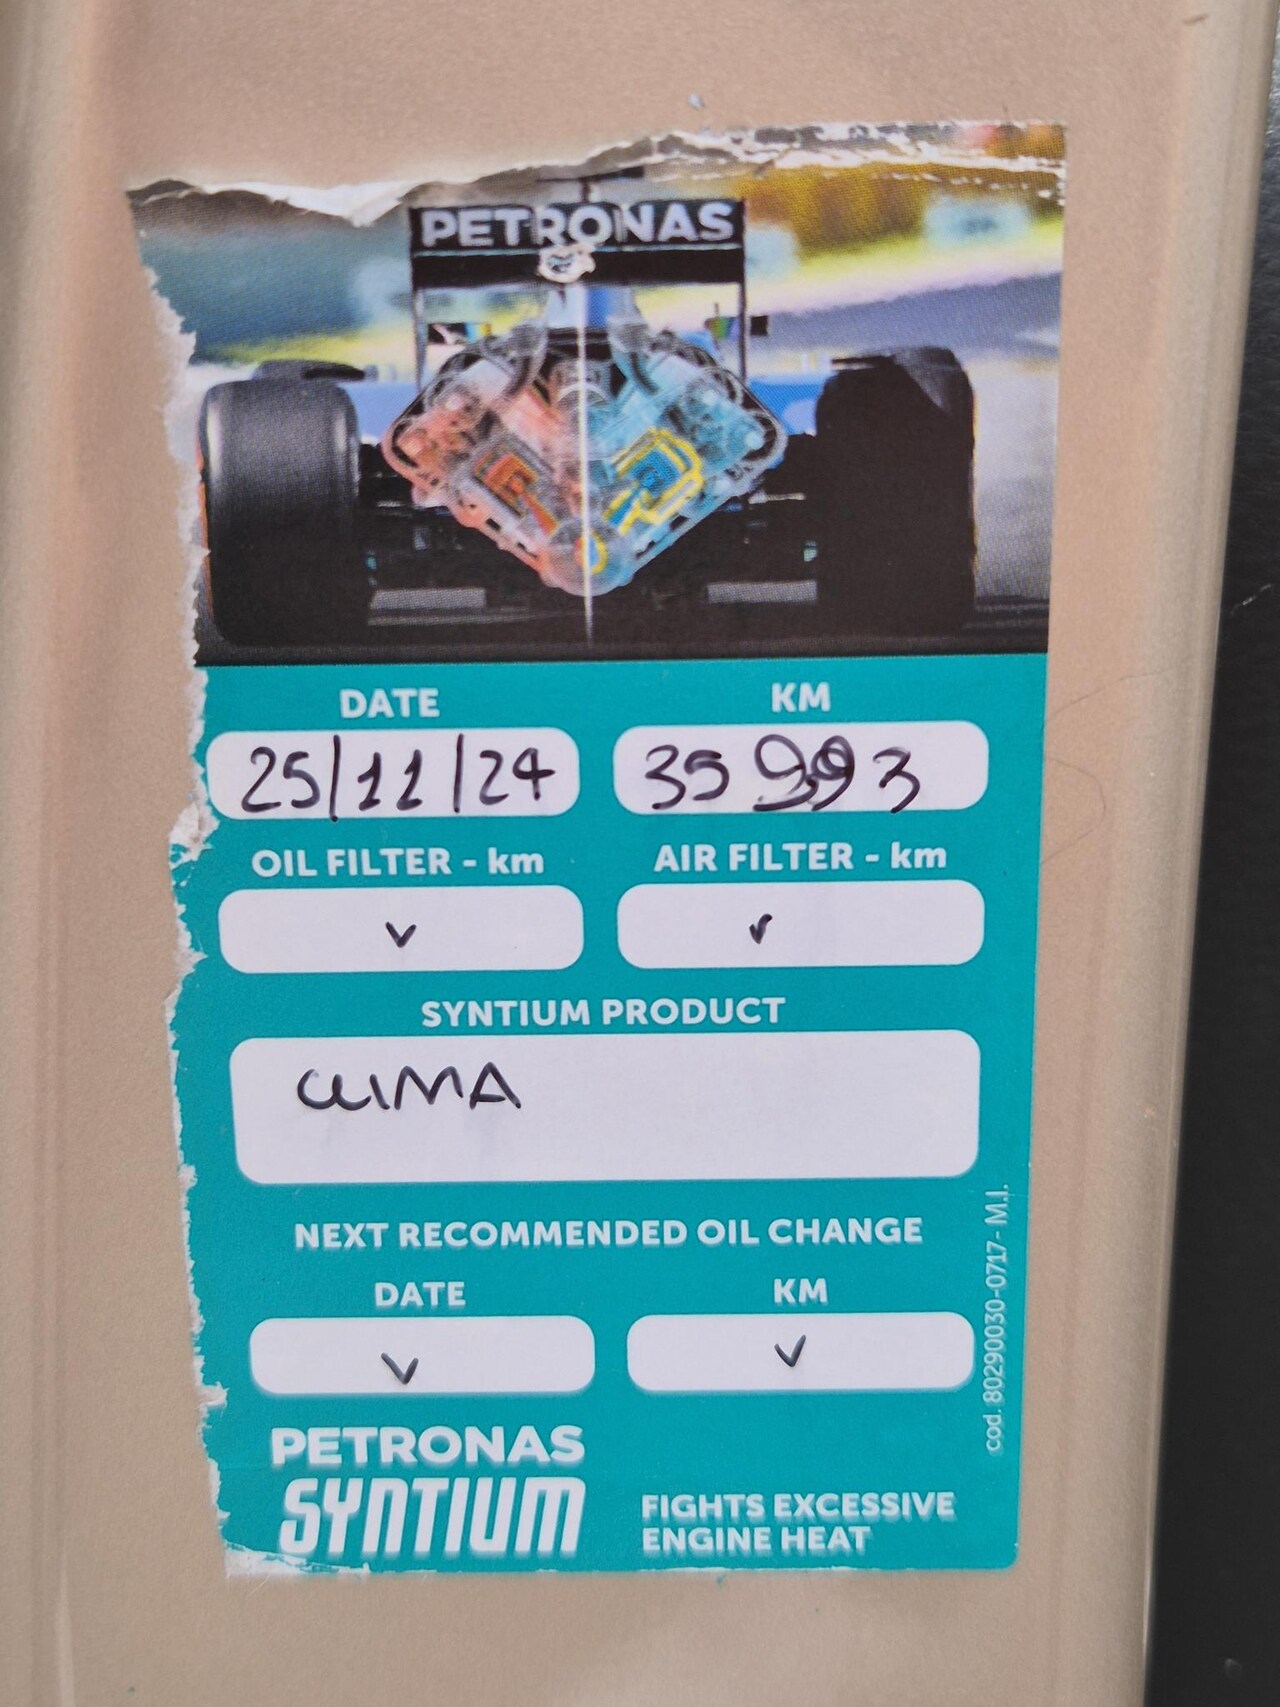 PETRONAS
DATE KM
25/11/24 35993
OIL FILTER - km AIR FILTER - km
v v
SYNTIUM PRODUCT
CLIMA
NEXT RECOMMENDED OIL CHANGE
DATE KM
v v
cod. 80290030-0717- M.I.
PETRONAS
SYNTIUM
FIGHTS EXCESSIVE
ENGINE HEAT